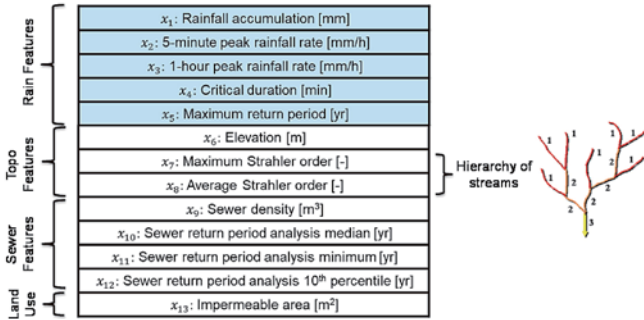 Rain Features
x₁: Rainfall accumulation [mm]
x₂: 5-minute peak rainfall rate [mm/h]
x₃: 1-hour peak rainfall rate [mm/h]
x₄: Critical duration [min]
x₅: Maximum return period [yr]
Topo Features
x₆: Elevation [m]
x₇: Maximum Strahler order [-]
x₈: Average Strahler order [-]
Sewer Features
x₉: Sewer density [m³]
x₁₀: Sewer return period analysis median [yr]
x₁₁: Sewer return period analysis minimum [yr]
x₁₂: Sewer return period analysis 10th percentile [yr]
Land Use
x₁₃: Impermeable area [m²]
Hierarchy of
streams
1 1 1 1
1 1
2 2
1 2 1
2 2
3